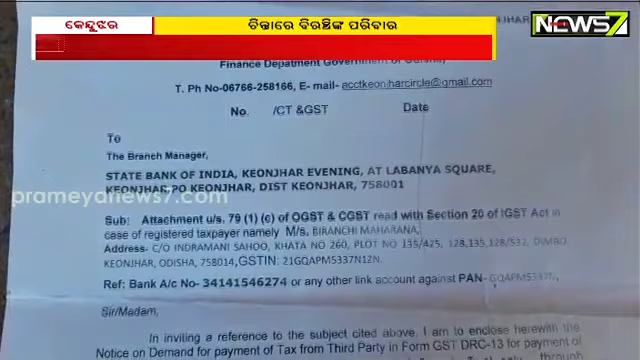 କେନ୍ଦୁଝର
ଚିନ୍ତାରେ ବିରଞ୍ଚିଙ୍କ ପରିବାର
NEWS7
NJHAR
Finance Depatment Government of
T. Ph No-06766-258166, E- mail- acctkeonjharcircle@gmail.com
No. /CT &GST Date
To
The Branch Manager,
STATE BANK OF INDIA, KEONJHAR EVENING, AT LABANYA SQUARE,
KEONJHAR, PO KEONJHAR, DIST KEONJHAR, 758001
prameyanews7.com
Sub: Attachment u/s. 79 (1) (c) of OGST & CGST read with Section 20 of IGST Act in
case of registered taxpayer namely M/s. BIRANCHI MAHARANA,
Address- C/O INDRAMANI SAHOO, KHATA NO 260, PLOT NO 135/425, 128,135,128/532, DIMBO
KEONJHAR, ODISHA, 758014, GSTIN: 21GQAPM5337N1ZN.
Ref: Bank A/c No- 34141546274 or any other link account against PAN- GQAPM5337N,
Sir/Madam,
In inviting a reference to the subject cited above, I am to enclose herewith the
Notice on Demand for payment of Tax from Third Party in Form GST DRC-13 for payment of
through